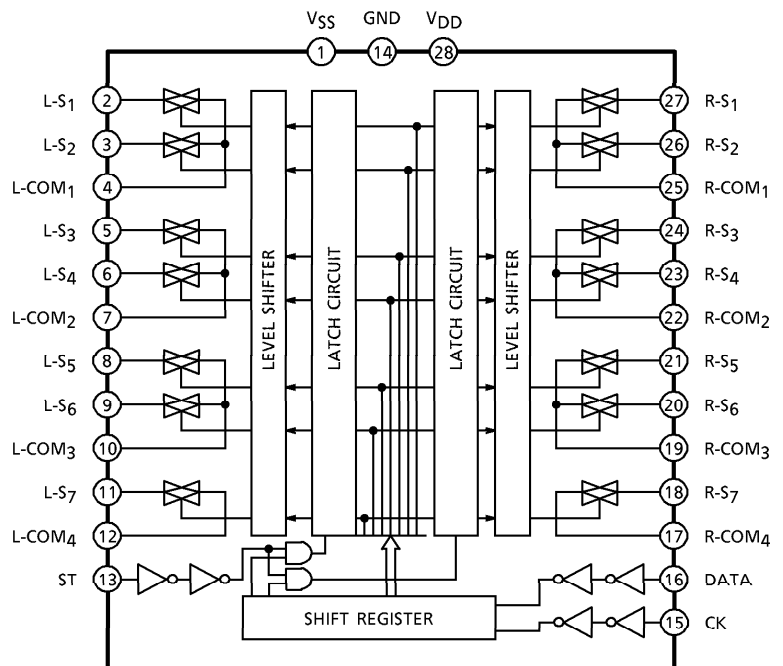 VSS GND VDD
1 14 28
L-S1 2 27 R-S1
L-S2 3 26 R-S2
L-COM1 4 25 R-COM1
L-S3 5 24 R-S3
L-S4 6 23 R-S4
L-COM2 7 22 R-COM2
L-S5 8 21 R-S5
L-S6 9 20 R-S6
L-COM3 10 19 R-COM3
L-S7 11 18 R-S7
L-COM4 12 17 R-COM4
LEVEL SHIFTER
LATCH CIRCUIT
LATCH CIRCUIT
LEVEL SHIFTER
ST 13 16 DATA
SHIFT REGISTER
15 CK